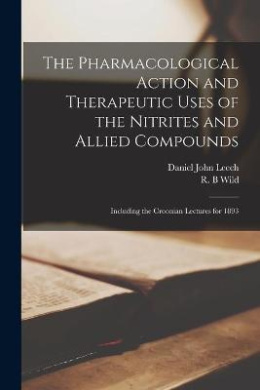 The Pharmacological
Action and
Therapeutic Uses of
the Nitrites and
Allied Compounds
Daniel John Leech
R. B Wild
Including the Croonian Lectures for 1893